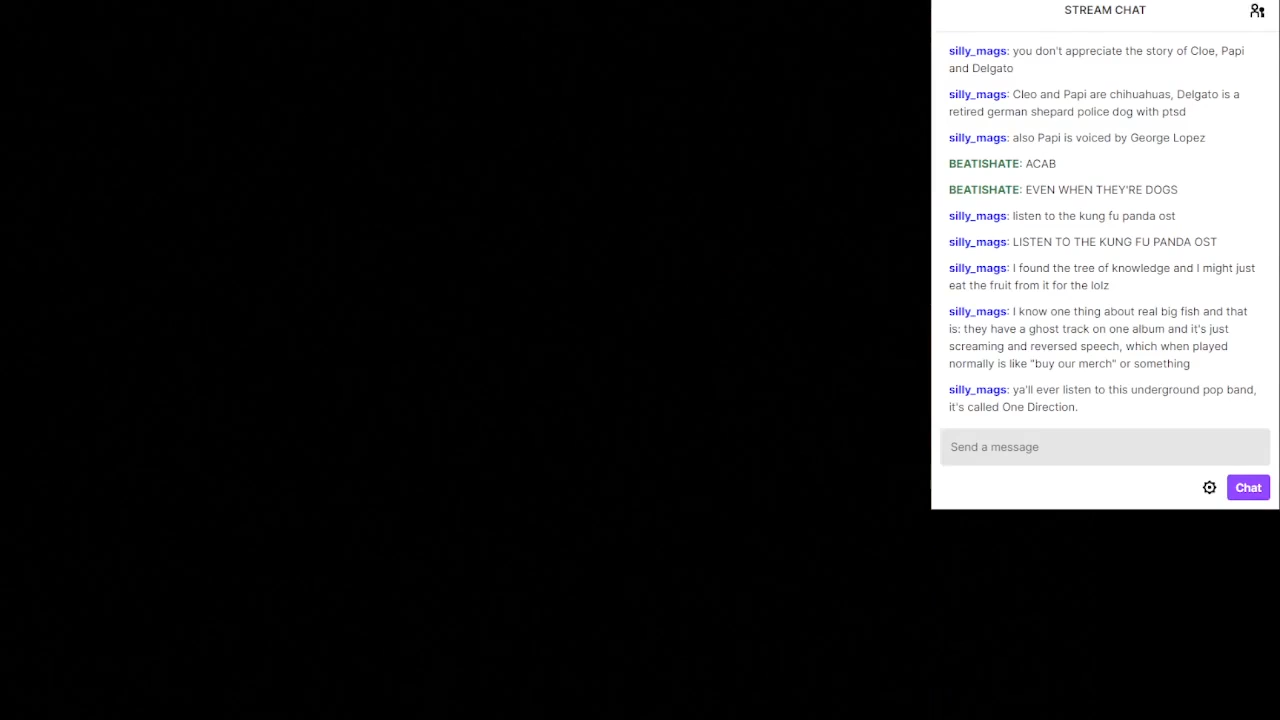 STREAM CHAT
silly_mags: you don't appreciate the story of Cloe, Papi
and Delgato
silly_mags: Cleo and Papi are chihuahuas, Delgato is a
retired german shepard police dog with ptsd
silly_mags: also Papi is voiced by George Lopez
BEATISHATE: ACAB
BEATISHATE: EVEN WHEN THEY'RE DOGS
silly_mags: listen to the kung fu panda ost
silly_mags: LISTEN TO THE KUNG FU PANDA OST
silly_mags: I found the tree of knowledge and I might just
eat the fruit from it for the lolz
silly_mags: I know one thing about real big fish and that
is: they have a ghost track on one album and it's just
screaming and reversed speech, which when played
normally is like "buy our merch" or something
silly_mags: ya'll ever listen to this underground pop band,
it's called One Direction.
Send a message
Chat